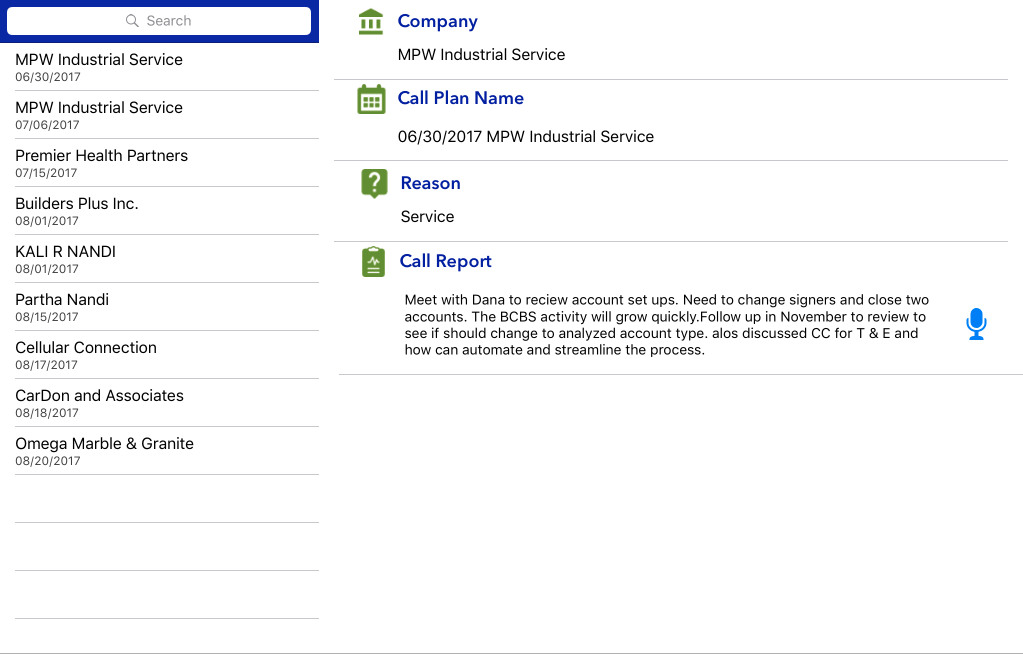 Search
MPW Industrial Service
06/30/2017
MPW Industrial Service
07/06/2017
Premier Health Partners
07/15/2017
Builders Plus Inc.
08/01/2017
KALI R NANDI
08/01/2017
Partha Nandi
08/15/2017
Cellular Connection
08/17/2017
CarDon and Associates
08/18/2017
Omega Marble & Granite
08/20/2017
Company
MPW Industrial Service
Call Plan Name
06/30/2017 MPW Industrial Service
Reason
Service
Call Report
Meet with Dana to reciew account set ups. Need to change signers and close two
accounts. The BCBS activity will grow quickly.Follow up in November to review to
see if should change to analyzed account type. alos discussed CC for T & E and
how can automate and streamline the process.